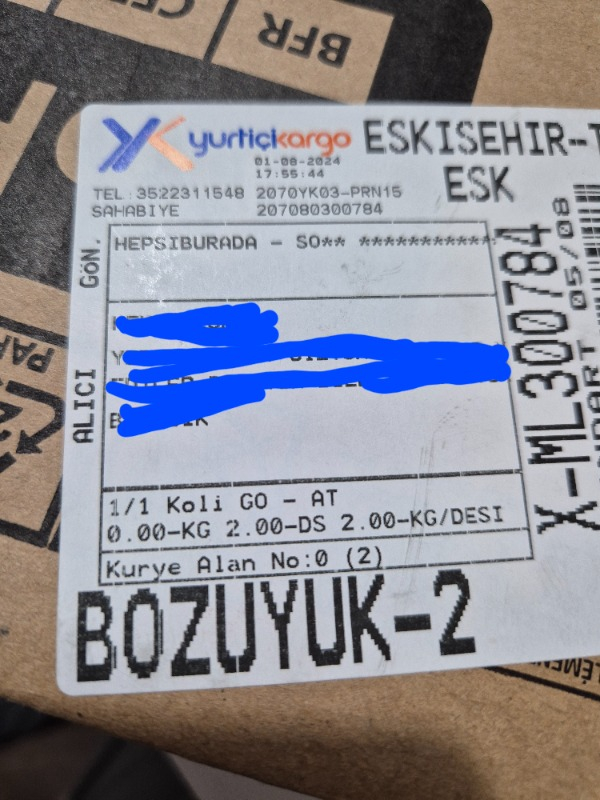 BFR
yurtiçikargo
ESKISEHIR-T
01-08-2024
17:55:44
ESK
TEL:3522311548 2070YK03-PRN15
SAHABIYE 207080300784
GÖN.
HEPSIBURADA - SO** ***********
ALICI
1/1 Koli GO - AT
0.00-KG 2.00-DS 2.00-KG/DESI
Kurye Alan No:0 (2)
BOZUYUK-2
X-ML300784
05/08